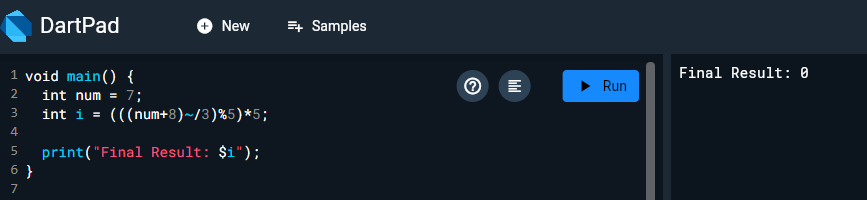 DartPad New Samples
1 void main() {
2 int num = 7;
3 int i = (((num+8)~/3)%5)*5;
4
5 print("Final Result: $i");
6 }
7
Run
Final Result: 0